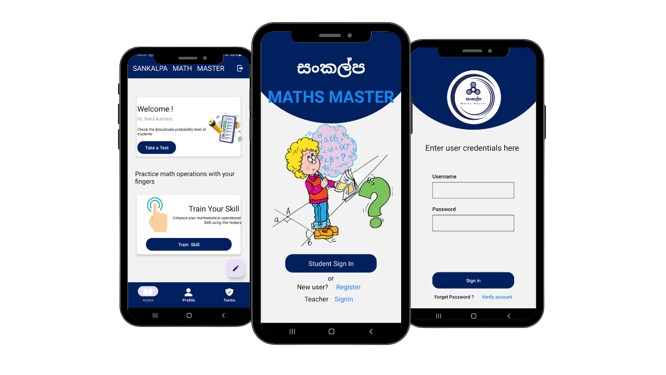 SANKALPA MATH MASTER
Welcome !
Hi, Sunil kumara
Check the dyscalculia probability level of
students
Take a Test
Practice math operations with your
fingers
Train Your Skill
Enhance your mathematical operational
Skill using this feature
Train Skill
Home
Profile
Terms
සංකල්ප
MATHS MASTER
a
A
b
B
c
Student Sign In
or
New user? Register
Teacher SignIn
සංකල්ප
Maths Master
Enter user credentials here
Username
Password
Sign in
Forget Password ? Verify account